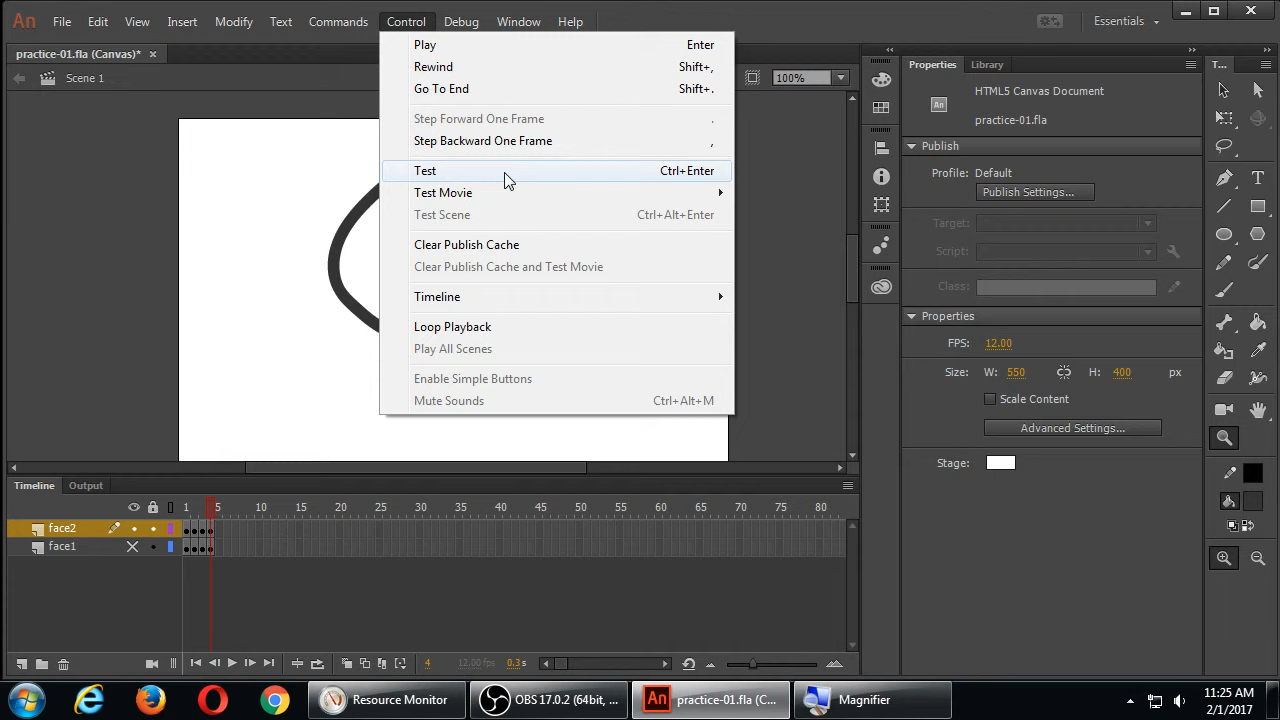 An File Edit View Insert Modify Text Commands Control Debug Window Help Essentials
practice-01.fla (Canvas)* ×
Scene 1
100%
Play Enter
Rewind Shift+,
Go To End Shift+.
Step Forward One Frame .
Step Backward One Frame ,
Test Ctrl+Enter
Test Movie
Test Scene Ctrl+Alt+Enter
Clear Publish Cache
Clear Publish Cache and Test Movie
Timeline
Loop Playback
Play All Scenes
Enable Simple Buttons
Mute Sounds Ctrl+Alt+M
Properties Library
T...
An
HTML5 Canvas Document
practice-01.fla
Publish
Profile: Default
Publish Settings...
Target:
Script:
Class:
Properties
FPS: 12.00
Size: W: 550 H: 400 px
Scale Content
Advanced Settings...
Stage:
Timeline Output
1 5 10 15 20 25 30 35 40 45 50 55 60 65 70 75 80
face2
face1
4 12.00 fps 0.3 s
Resource Monitor
OBS 17.0.2 (64bit, ...
An practice-01.fla (C...
Magnifier
11:25 AM
2/1/2017